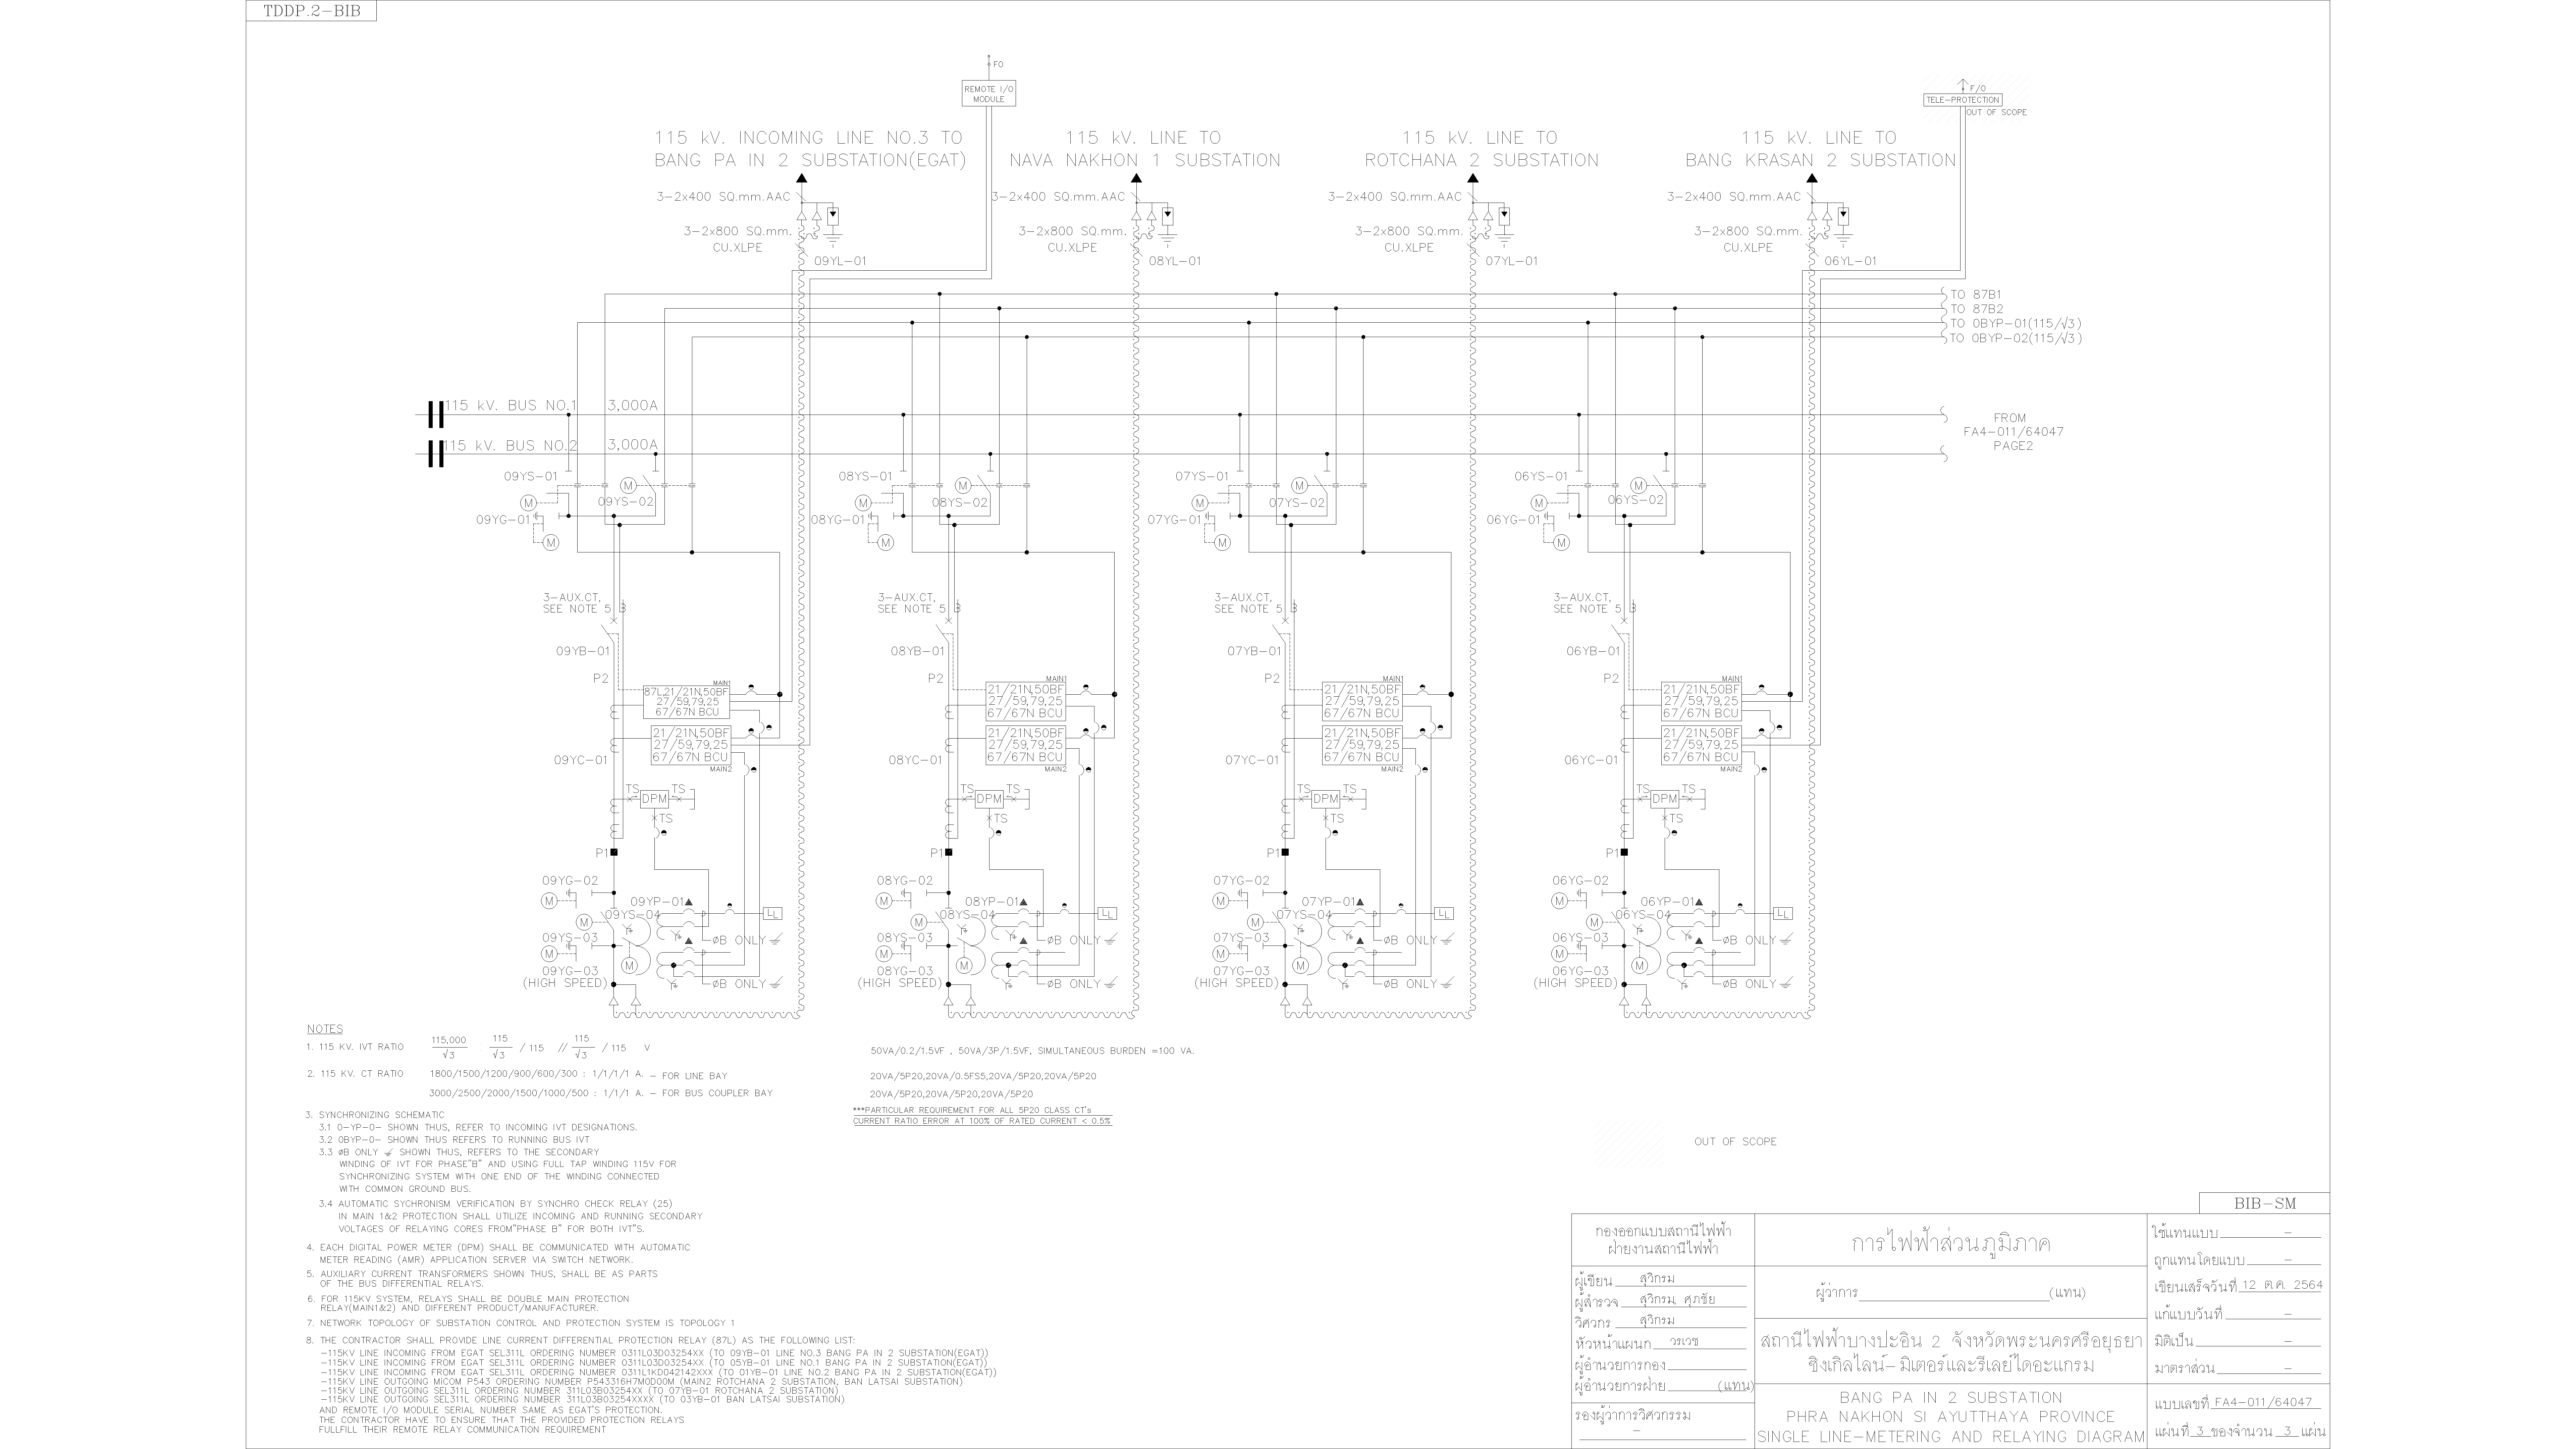 TDDP.2-BIB
FO
REMOTE I/O
MODULE
F/O
TELE-PROTECTION
OUT OF SCOPE
115 kV. INCOMING LINE NO.3 TO
BANG PA IN 2 SUBSTATION(EGAT)
115 kV. LINE TO
NAVA NAKHON 1 SUBSTATION
115 kV. LINE TO
ROTCHANA 2 SUBSTATION
115 kV. LINE TO
BANG KRASAN 2 SUBSTATION
3-2x400 SQ.mm.AAC
3-2x400 SQ.mm.AAC
3-2x400 SQ.mm.AAC
3-2x400 SQ.mm.AAC
3-2x800 SQ.mm.
CU.XLPE
3-2x800 SQ.mm.
CU.XLPE
3-2x800 SQ.mm.
CU.XLPE
3-2x800 SQ.mm.
CU.XLPE
09YL-01
08YL-01
07YL-01
06YL-01
TO 87B1
TO 87B2
TO 0BYP-01(115/√3)
TO 0BYP-02(115/√3)
115 kV. BUS NO.1 3,000A
115 kV. BUS NO.2 3,000A
FROM
FA4-011/64047
PAGE2
09YS-01
M
M
09YS-02
09YG-01
M
08YS-01
M
M
08YS-02
08YG-01
M
07YS-01
M
M
07YS-02
07YG-01
M
06YS-01
M
M
06YS-02
06YG-01
M
3-AUX.CT,
SEE NOTE 5
3-AUX.CT,
SEE NOTE 5
3-AUX.CT,
SEE NOTE 5
3-AUX.CT,
SEE NOTE 5
09YB-01
08YB-01
07YB-01
06YB-01
P2
MAIN1
87L,21/21N,50BF
27/59,79,25
67/67N BCU
21/21N,50BF
27/59,79,25
67/67N BCU
MAIN2
09YC-01
P2
MAIN1
21/21N,50BF
27/59,79,25
67/67N BCU
21/21N,50BF
27/59,79,25
67/67N BCU
MAIN2
08YC-01
P2
MAIN1
21/21N,50BF
27/59,79,25
67/67N BCU
21/21N,50BF
27/59,79,25
67/67N BCU
MAIN2
07YC-01
P2
MAIN1
21/21N,50BF
27/59,79,25
67/67N BCU
21/21N,50BF
27/59,79,25
67/67N BCU
MAIN2
06YC-01
TS DPM TS
TS
TS DPM TS
TS
TS DPM TS
TS
TS DPM TS
TS
P1
P1
P1
P1
09YG-02
M
09YP-01
09YS-04
M
LL
09YS-03
M
øB ONLY
09YG-03
(HIGH SPEED)
M
øB ONLY
08YG-02
M
08YP-01
08YS-04
M
LL
08YS-03
M
øB ONLY
08YG-03
(HIGH SPEED)
M
øB ONLY
07YG-02
M
07YP-01
07YS-04
M
LL
07YS-03
M
øB ONLY
07YG-03
(HIGH SPEED)
M
øB ONLY
06YG-02
M
06YP-01
06YS-04
M
LL
06YS-03
M
øB ONLY
06YG-03
(HIGH SPEED)
M
øB ONLY
NOTES
1. 115 KV. IVT RATIO 115,000/√3 : 115/√3 / 115 // 115/√3 / 115 V 50VA/0.2/1.5VF , 50VA/3P/1.5VF, SIMULTANEOUS BURDEN =100 VA.
2. 115 KV. CT RATIO 1800/1500/1200/900/600/300 : 1/1/1/1 A. - FOR LINE BAY 20VA/5P20,20VA/0.5FS5,20VA/5P20,20VA/5P20
3000/2500/2000/1500/1000/500 : 1/1/1 A. - FOR BUS COUPLER BAY 20VA/5P20,20VA/5P20,20VA/5P20
***PARTICULAR REQUIREMENT FOR ALL 5P20 CLASS CT's
CURRENT RATIO ERROR AT 100% OF RATED CURRENT < 0.5%
3. SYNCHRONIZING SCHEMATIC
3.1 0-YP-0- SHOWN THUS, REFER TO INCOMING IVT DESIGNATIONS.
3.2 0BYP-0- SHOWN THUS REFERS TO RUNNING BUS IVT
3.3 øB ONLY SHOWN THUS, REFERS TO THE SECONDARY
WINDING OF IVT FOR PHASE"B" AND USING FULL TAP WINDING 115V FOR
SYNCHRONIZING SYSTEM WITH ONE END OF THE WINDING CONNECTED
WITH COMMON GROUND BUS.
3.4 AUTOMATIC SYCHRONISM VERIFICATION BY SYNCHRO CHECK RELAY (25)
IN MAIN 1&2 PROTECTION SHALL UTILIZE INCOMING AND RUNNING SECONDARY
VOLTAGES OF RELAYING CORES FROM"PHASE B" FOR BOTH IVT"S.
4. EACH DIGITAL POWER METER (DPM) SHALL BE COMMUNICATED WITH AUTOMATIC
METER READING (AMR) APPLICATION SERVER VIA SWITCH NETWORK.
5. AUXILIARY CURRENT TRANSFORMERS SHOWN THUS, SHALL BE AS PARTS
OF THE BUS DIFFERENTIAL RELAYS.
6. FOR 115KV SYSTEM, RELAYS SHALL BE DOUBLE MAIN PROTECTION
RELAY(MAIN1&2) AND DIFFERENT PRODUCT/MANUFACTURER.
7. NETWORK TOPOLOGY OF SUBSTATION CONTROL AND PROTECTION SYSTEM IS TOPOLOGY 1
8. THE CONTRACTOR SHALL PROVIDE LINE CURRENT DIFFERENTIAL PROTECTION RELAY (87L) AS THE FOLLOWING LIST:
-115KV LINE INCOMING FROM EGAT SEL311L ORDERING NUMBER 0311L03D03254XX (TO 09YB-01 LINE NO.3 BANG PA IN 2 SUBSTATION(EGAT))
-115KV LINE INCOMING FROM EGAT SEL311L ORDERING NUMBER 0311L03D03254XX (TO 05YB-01 LINE NO.1 BANG PA IN 2 SUBSTATION(EGAT))
-115KV LINE INCOMING FROM EGAT SEL311L ORDERING NUMBER 0311L1KD042142XXX (TO 01YB-01 LINE NO.2 BANG PA IN 2 SUBSTATION(EGAT))
-115KV LINE OUTGOING MiCOM P543 ORDERING NUMBER P543316H7M0D00M (MAIN2 ROTCHANA 2 SUBSTATION, BAN LATSAI SUBSTATION)
-115KV LINE OUTGOING SEL311L ORDERING NUMBER 311L03B03254XX (TO 07YB-01 ROTCHANA 2 SUBSTATION)
-115KV LINE OUTGOING SEL311L ORDERING NUMBER 311L03B03254XXXX (TO 03YB-01 BAN LATSAI SUBSTATION)
AND REMOTE I/O MODULE SERIAL NUMBER SAME AS EGAT'S PROTECTION.
THE CONTRACTOR HAVE TO ENSURE THAT THE PROVIDED PROTECTION RELAYS
FULLFILL THEIR REMOTE RELAY COMMUNICATION REQUIREMENT
OUT OF SCOPE
BIB-SM
กองออกแบบสถานีไฟฟ้า
ฝ่ายงานสถานีไฟฟ้า
ผู้เขียน สุวิกรม
ผู้สำรวจ สุวิกรม, ศุภชัย
วิศวกร สุวิกรม
หัวหน้าแผนก วรเวช
ผู้อำนวยการกอง
ผู้อำนวยการฝ่าย (แทน)
รองผู้ว่าการวิศวกรรม
-
การไฟฟ้าส่วนภูมิภาค
ผู้ว่าการ (แทน)
สถานีไฟฟ้าบางปะอิน 2 จังหวัดพระนครศรีอยุธยา
ซิงเกิลไลน์-มิเตอร์และรีเลย์ไดอะแกรม
BANG PA IN 2 SUBSTATION
PHRA NAKHON SI AYUTTHAYA PROVINCE
SINGLE LINE-METERING AND RELAYING DIAGRAM
ใช้แทนแบบ -
ถูกแทนโดยแบบ -
เขียนเสร็จวันที่ 12 ต.ค. 2564
แก้แบบวันที่ -
มิติเป็น -
มาตราส่วน -
แบบเลขที่ FA4-011/64047
แผ่นที่ 3 ของจำนวน 3 แผ่น